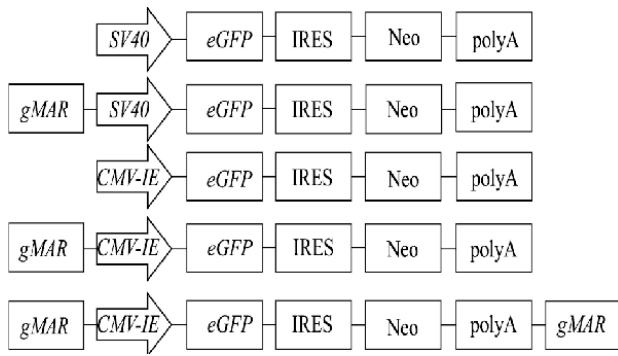 SV40 eGFP IRES Neo polyA
gMAR SV40 eGFP IRES Neo polyA
CMV-IE eGFP IRES Neo polyA
gMAR CMV-IE eGFP IRES Neo polyA
gMAR CMV-IE eGFP IRES Neo polyA gMAR